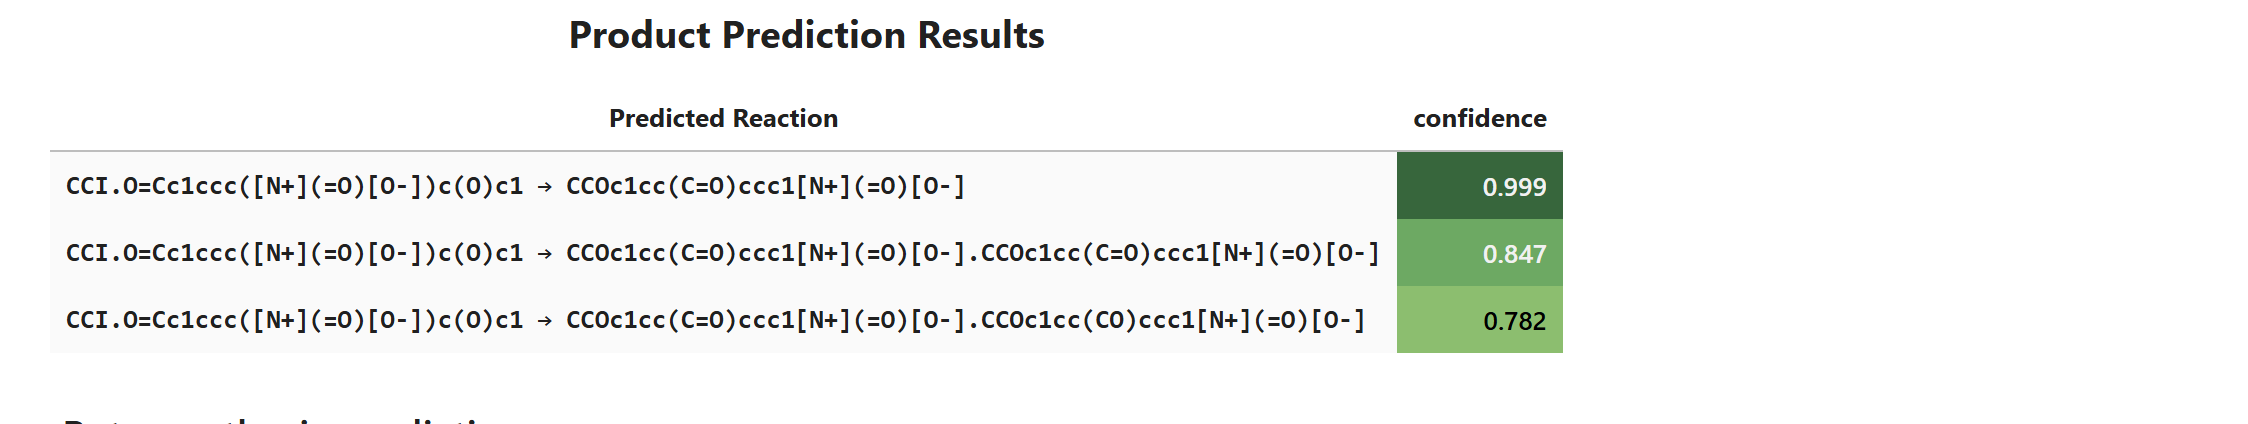 Product Prediction Results
Predicted Reaction confidence
CCI.O=Cc1ccc([N+](=O)[O-])c(O)c1 → CCOc1cc(C=O)ccc1[N+](=O)[O-] 0.999
CCI.O=Cc1ccc([N+](=O)[O-])c(O)c1 → CCOc1cc(C=O)ccc1[N+](=O)[O-].CCOc1cc(C=O)ccc1[N+](=O)[O-] 0.847
CCI.O=Cc1ccc([N+](=O)[O-])c(O)c1 → CCOc1cc(C=O)ccc1[N+](=O)[O-].CCOc1cc(CO)ccc1[N+](=O)[O-] 0.782